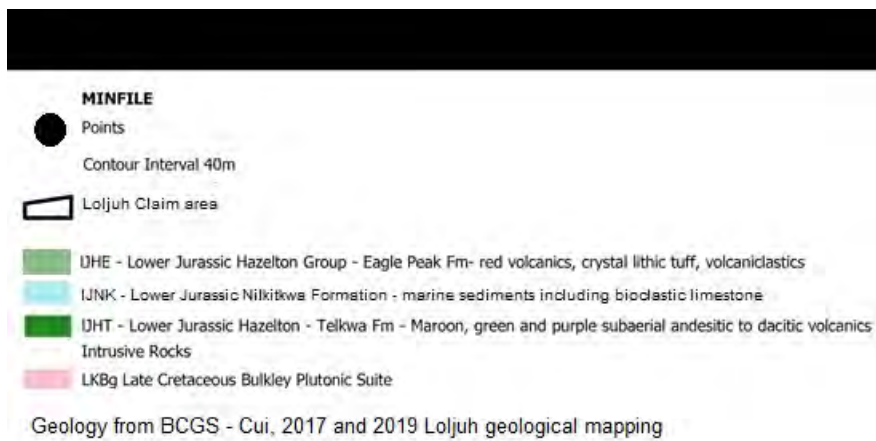 MINFILE
Points
Contour Interval 40m
Loljuh Claim area
IJHE - Lower Jurassic Hazelton Group - Eagle Peak Fm- red volcanics, crystal lithic tuff, volcaniclastics
IJNK - Lower Jurassic Nilkitkwa Formation - marine sediments including bioclastic limestone
IJHT - Lower Jurassic Hazelton - Telkwa Fm - Maroon, green and purple subaerial andesitic to dacitic volcanics
Intrusive Rocks
LKBg Late Cretaceous Bulkley Plutonic Suite
Geology from BCGS - Cui, 2017 and 2019 Loljuh geological mapping